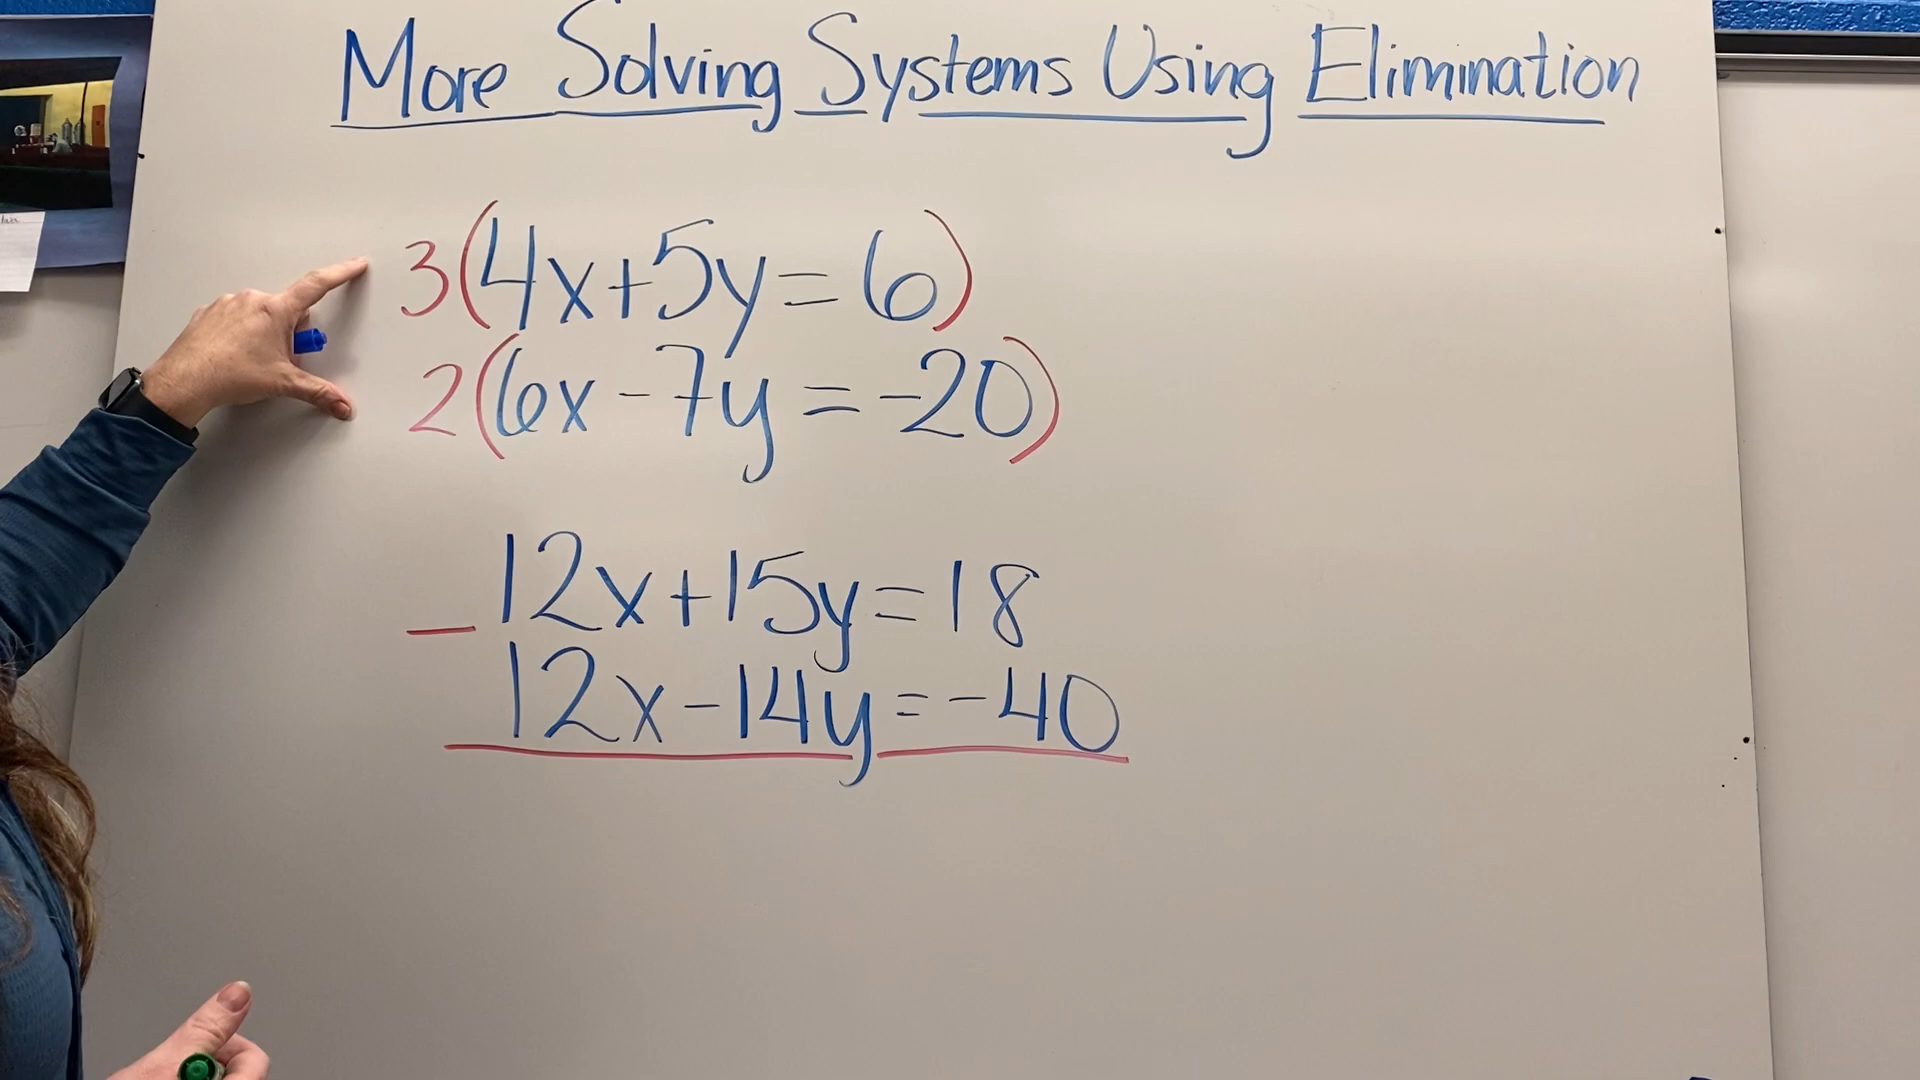 More Solving Systems Using Elimination
3(4x+5y=6)
2(6x-7y=-20)
12x+15y=18
-
12x-14y=-40